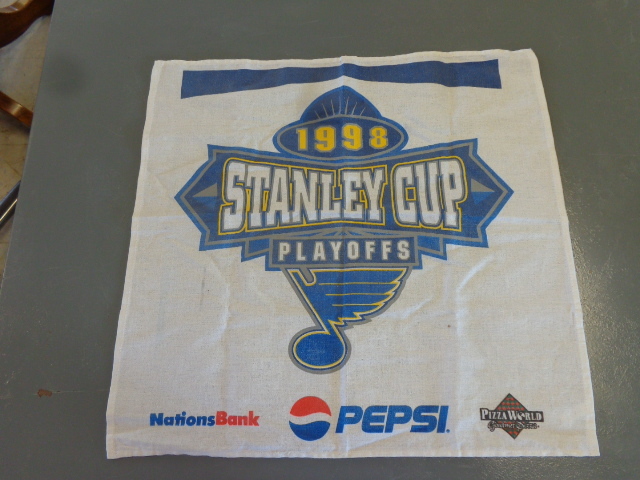 1998
STANLEY CUP
PLAYOFFS
NationsBank
PEPSI
PIZZA WORLD